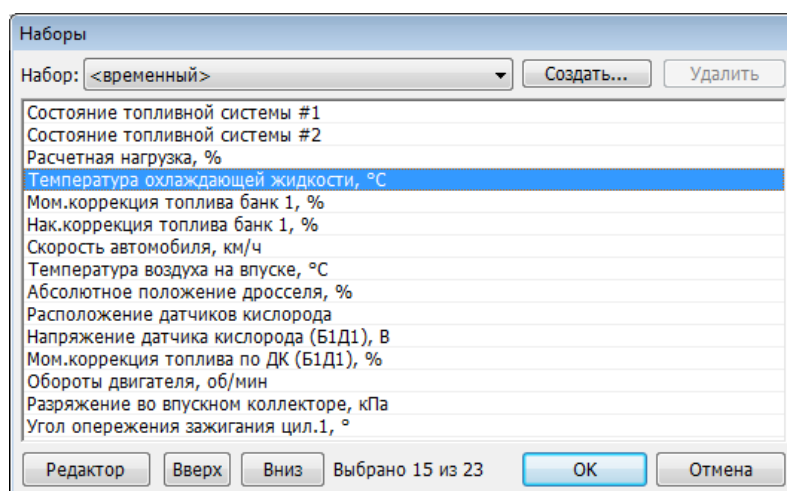 Наборы
Набор: <временный> Создать... Удалить
Состояние топливной системы #1
Состояние топливной системы #2
Расчетная нагрузка, %
Температура охлаждающей жидкости, °C
Мом.коррекция топлива банк 1, %
Нак.коррекция топлива банк 1, %
Скорость автомобиля, км/ч
Температура воздуха на впуске, °C
Абсолютное положение дросселя, %
Расположение датчиков кислорода
Напряжение датчика кислорода (Б1Д1), В
Мом.коррекция топлива по ДК (Б1Д1), %
Обороты двигателя, об/мин
Разряжение во впускном коллекторе, кПа
Угол опережения зажигания цил.1, °
Редактор Вверх Вниз Выбрано 15 из 23 OK Отмена